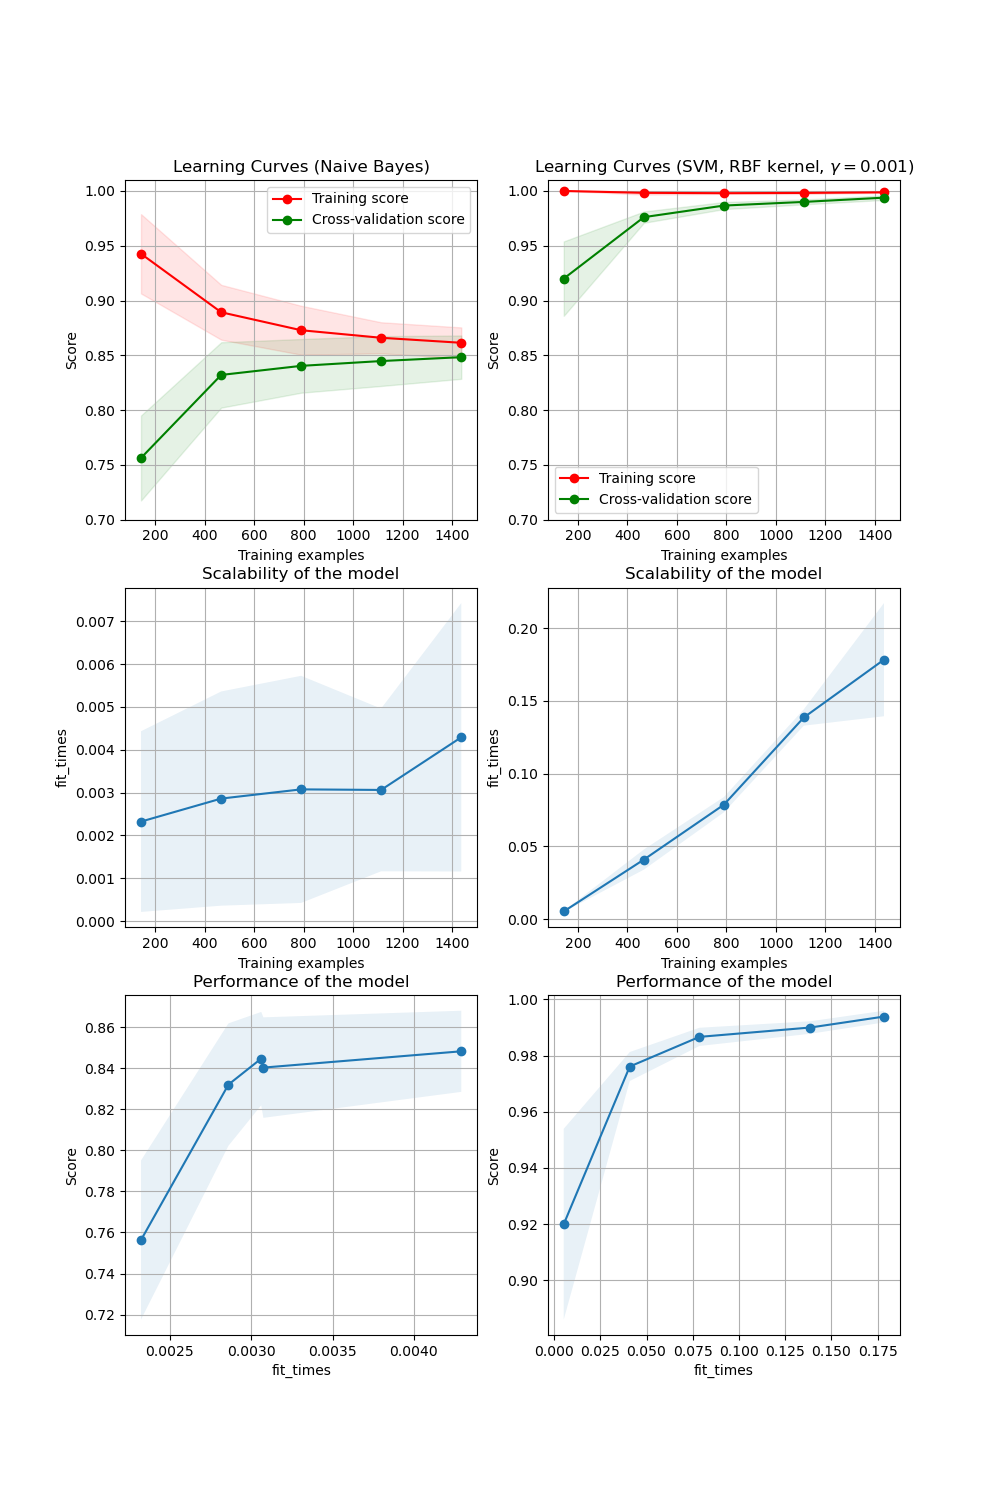 Learning Curves (Naive Bayes)
1.00
0.95
0.90
0.85
0.80
0.75
0.70
Score
Training score
Cross-validation score
200 400 600 800 1000 1200 1400
Training examples
Learning Curves (SVM, RBF kernel, γ = 0.001)
1.00
0.95
0.90
0.85
0.80
0.75
0.70
Score
Training score
Cross-validation score
200 400 600 800 1000 1200 1400
Training examples
Scalability of the model
0.007
0.006
0.005
0.004
0.003
0.002
0.001
0.000
fit_times
200 400 600 800 1000 1200 1400
Training examples
Scalability of the model
0.20
0.15
0.10
0.05
0.00
fit_times
200 400 600 800 1000 1200 1400
Training examples
Performance of the model
0.86
0.84
0.82
0.80
0.78
0.76
0.74
0.72
Score
0.0025 0.0030 0.0035 0.0040
fit_times
Performance of the model
1.00
0.98
0.96
0.94
0.92
0.90
Score
0.000 0.025 0.050 0.075 0.100 0.125 0.150 0.175
fit_times